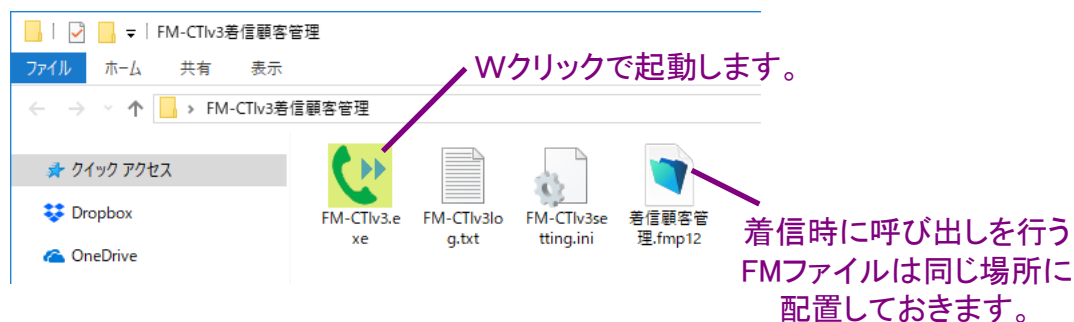 FM-CTIv3着信顧客管理
ファイル ホーム 共有 表示
Wクリックで起動します。
FM-CTIv3着信顧客管理
クイック アクセス
Dropbox
OneDrive
FM-CTIv3.e
xe
FM-CTIv3lo
g.txt
FM-CTIv3se
tting.ini
着信顧客管
理.fmp12
着信時に呼び出しを行う
FMファイルは同じ場所に
配置しておきます。